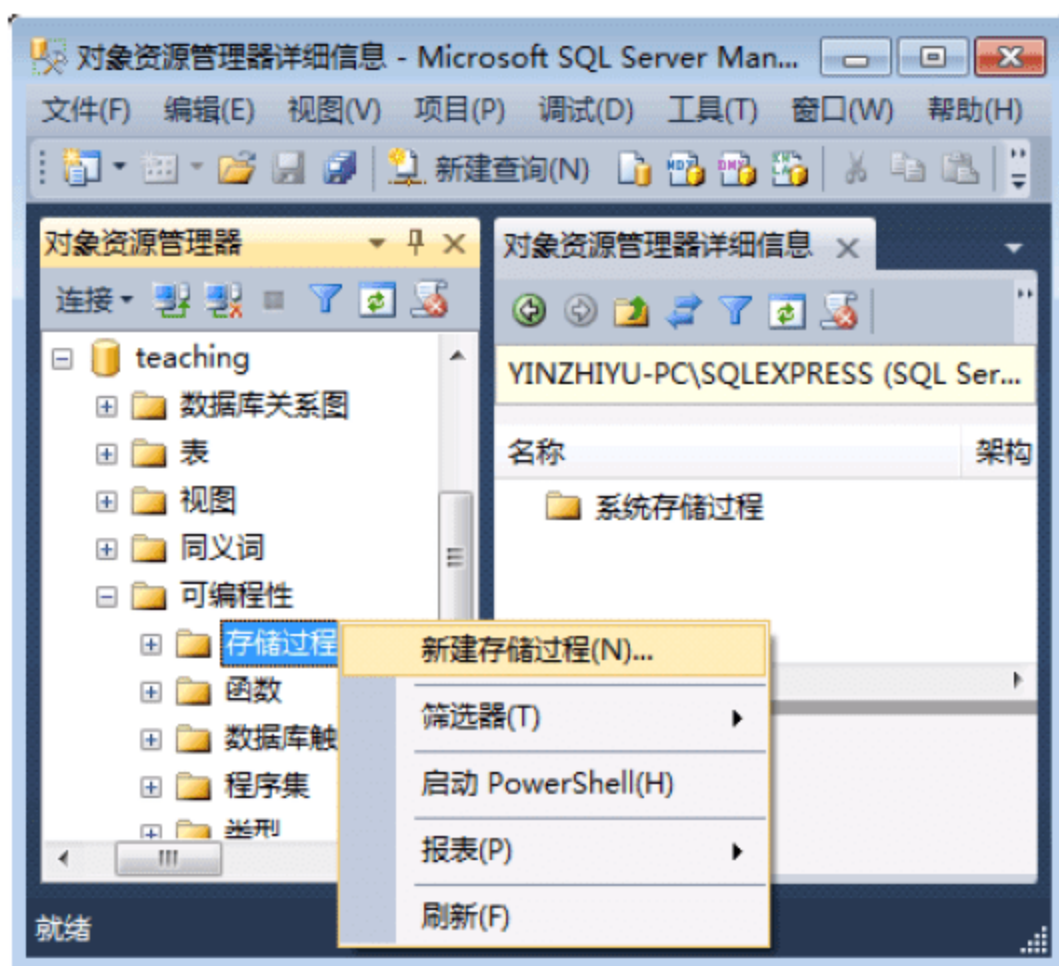 对象资源管理器详细信息 - Microsoft SQL Server Man...
文件(F) 编辑(E) 视图(V) 项目(P) 调试(D) 工具(T) 窗口(W) 帮助(H)
新建查询(N)
对象资源管理器
连接
teaching
数据库关系图
表
视图
同义词
可编程性
存储过程
函数
数据库触
程序集
类型
对象资源管理器详细信息
YINZHIYU-PC\SQLEXPRESS (SQL Ser...
名称 架构
系统存储过程
新建存储过程(N)...
筛选器(T)
启动 PowerShell(H)
报表(P)
刷新(F)
就绪